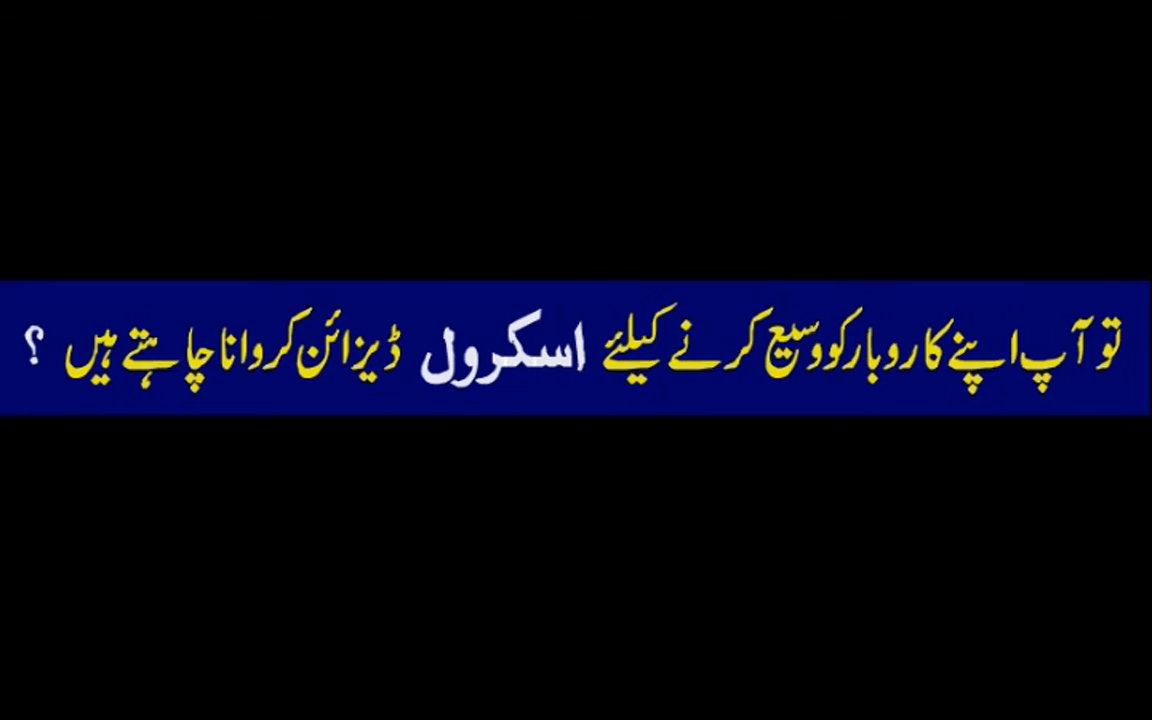 تو آپ اپنے کاروبار کو وسیع کرنے کیلئے اسکرول ڈیزائن کروانا چاہتے ہیں ؟